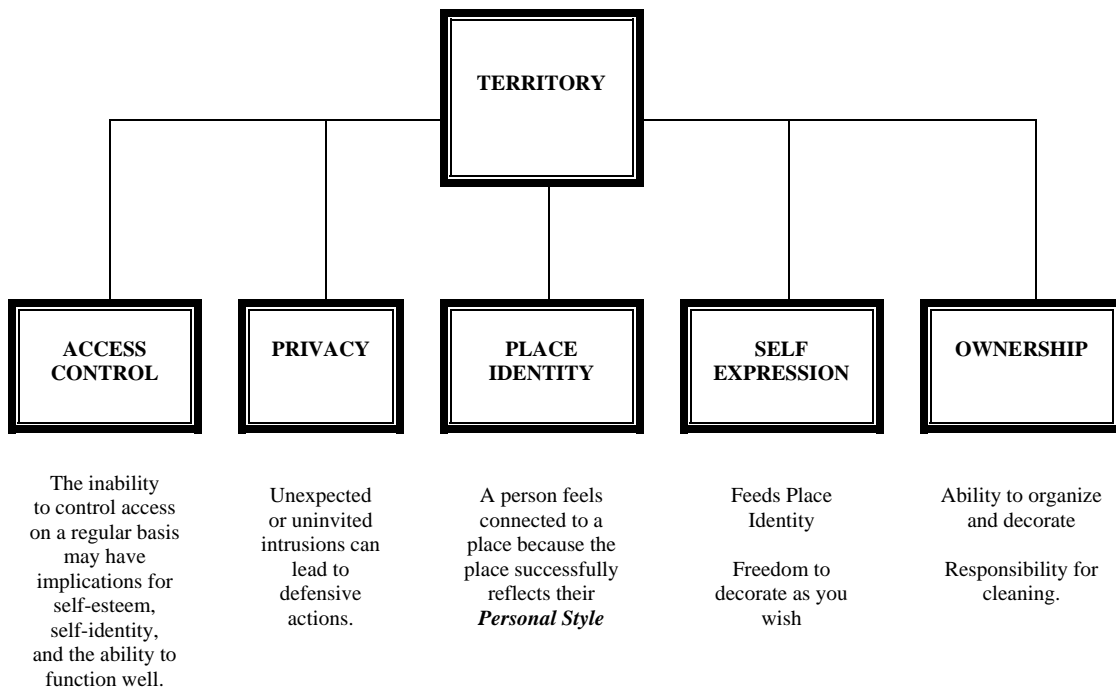 TERRITORY
ACCESS
CONTROL
PRIVACY
PLACE
IDENTITY
SELF
EXPRESSION
OWNERSHIP
The inability
to control access
on a regular basis
may have
implications for
self-esteem,
self-identity,
and the ability to
function well.
Unexpected
or uninvited
intrusions can
lead to
defensive
actions.
A person feels
connected to a
place because the
place successfully
reflects their
Personal Style
Feeds Place
Identity
Freedom to
decorate as you
wish
Ability to organize
and decorate
Responsibility for
cleaning.